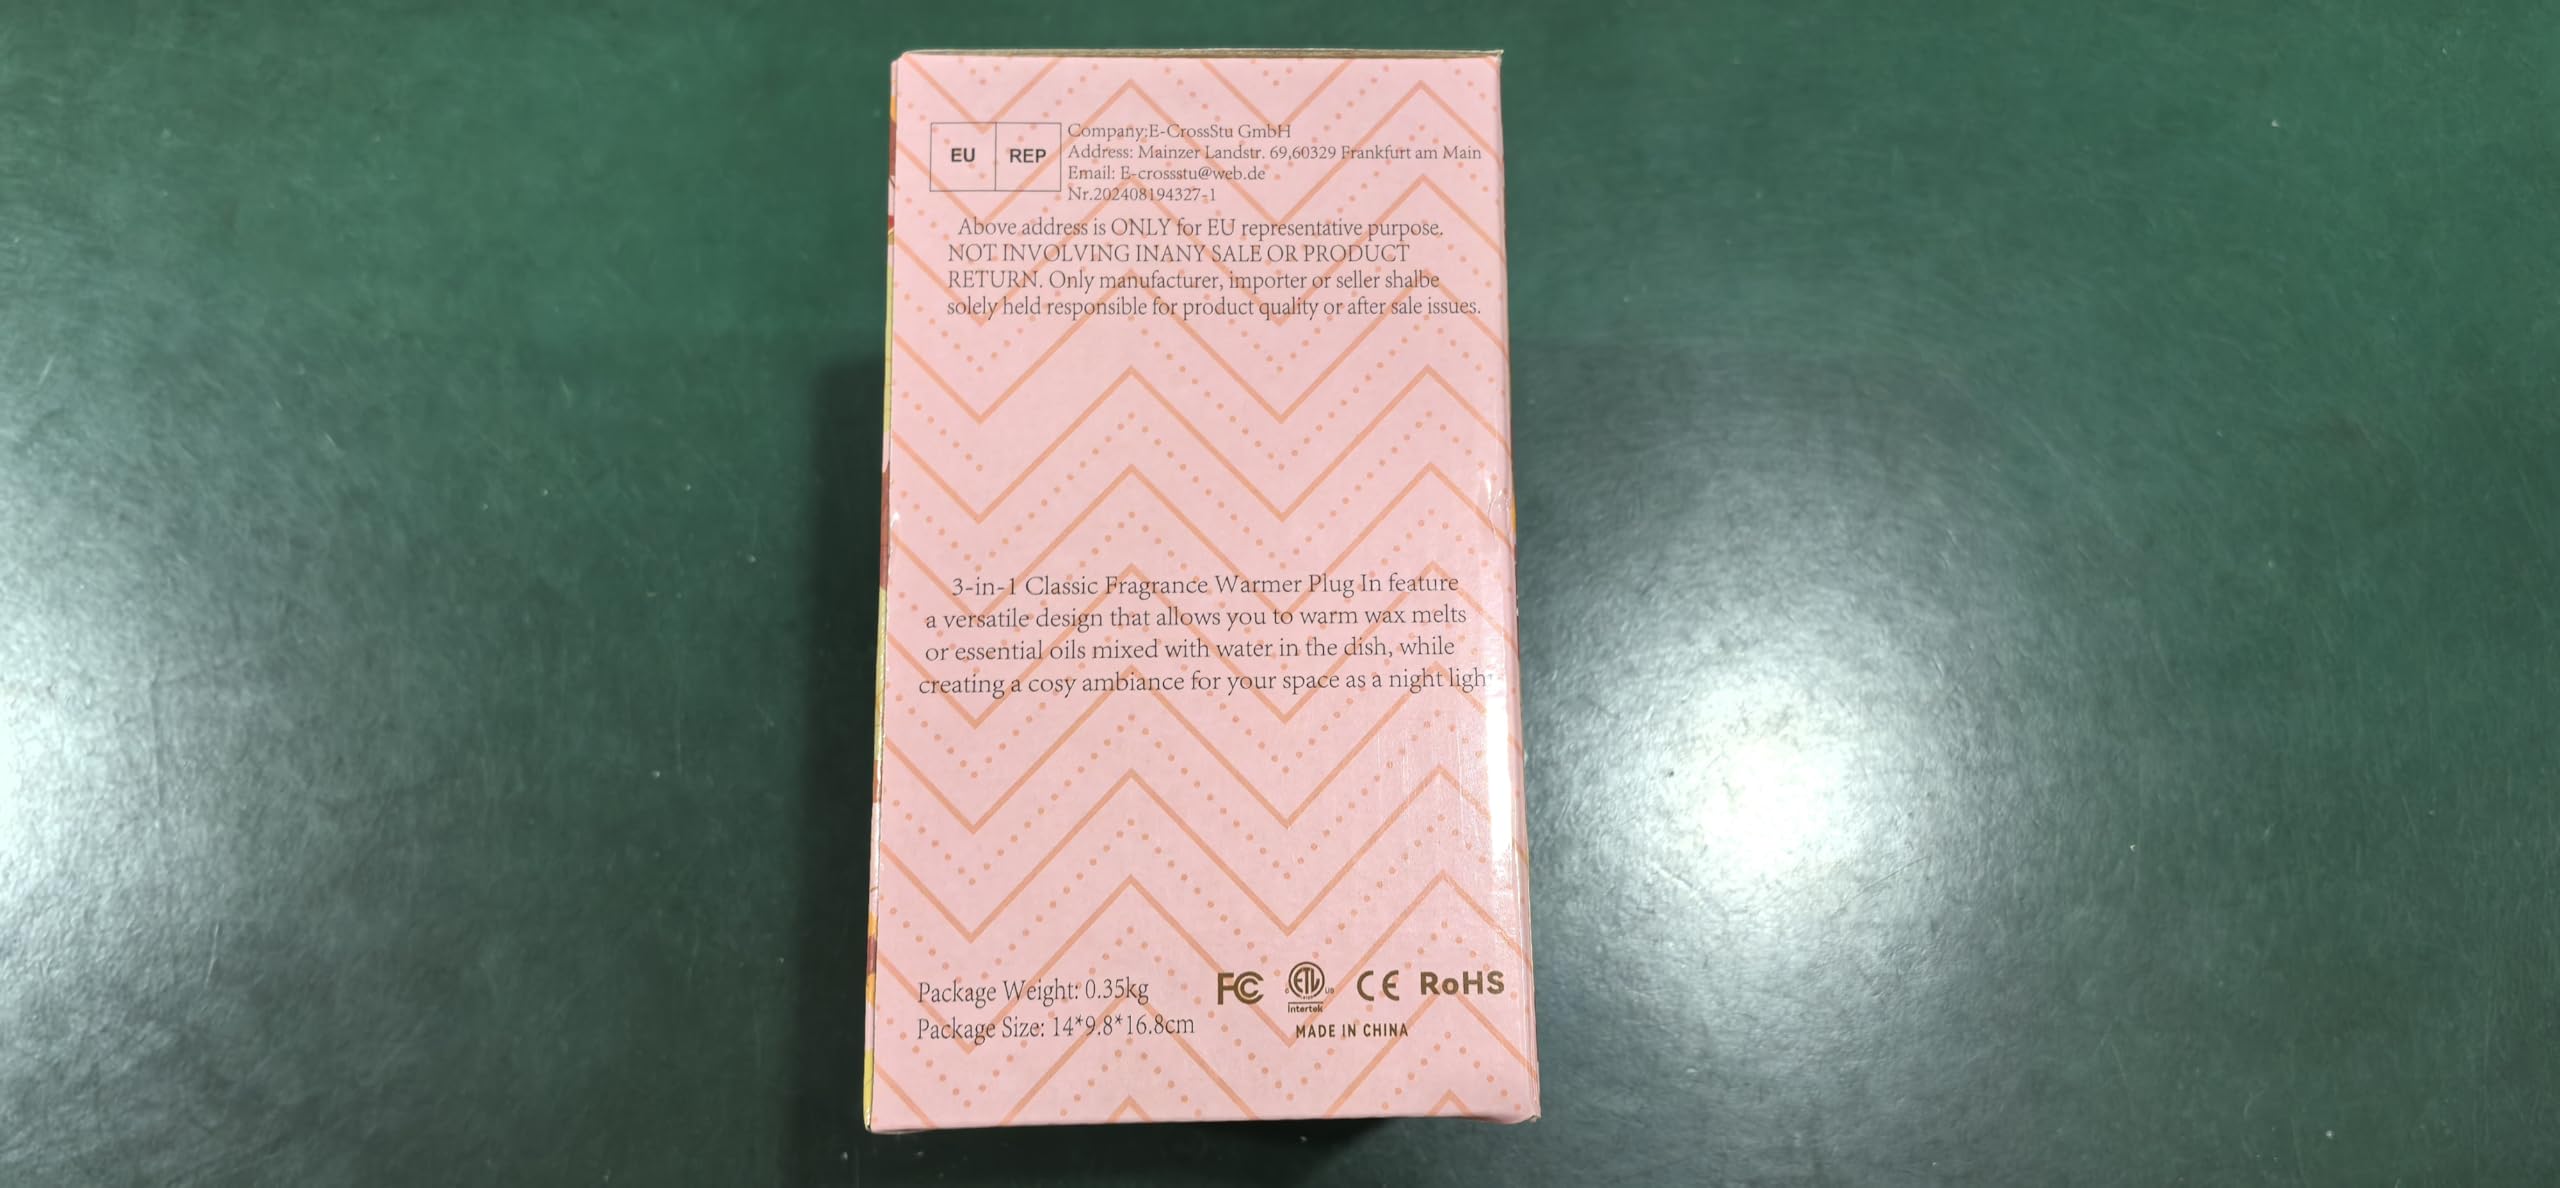 EU REP
Company:E-CrossStu GmbH
Address: Mainzer Landstr. 69,60329 Frankfurt am Main
Email: E-crossstu@web.de
Nr.202408194327-1
Above address is ONLY for EU representative purpose.
NOT INVOLVING INANY SALE OR PRODUCT
RETURN. Only manufacturer, importer or seller shalbe
solely held responsible for product quality or after sale issues.
3-in-1 Classic Fragrance Warmer Plug In feature
a versatile design that allows you to warm wax melts
or essential oils mixed with water in the dish, while
creating a cosy ambiance for your space as a night light
Package Weight: 0.35kg
Package Size: 14*9.8*16.8cm
FC c ETL us CE RoHS
Intertek
MADE IN CHINA